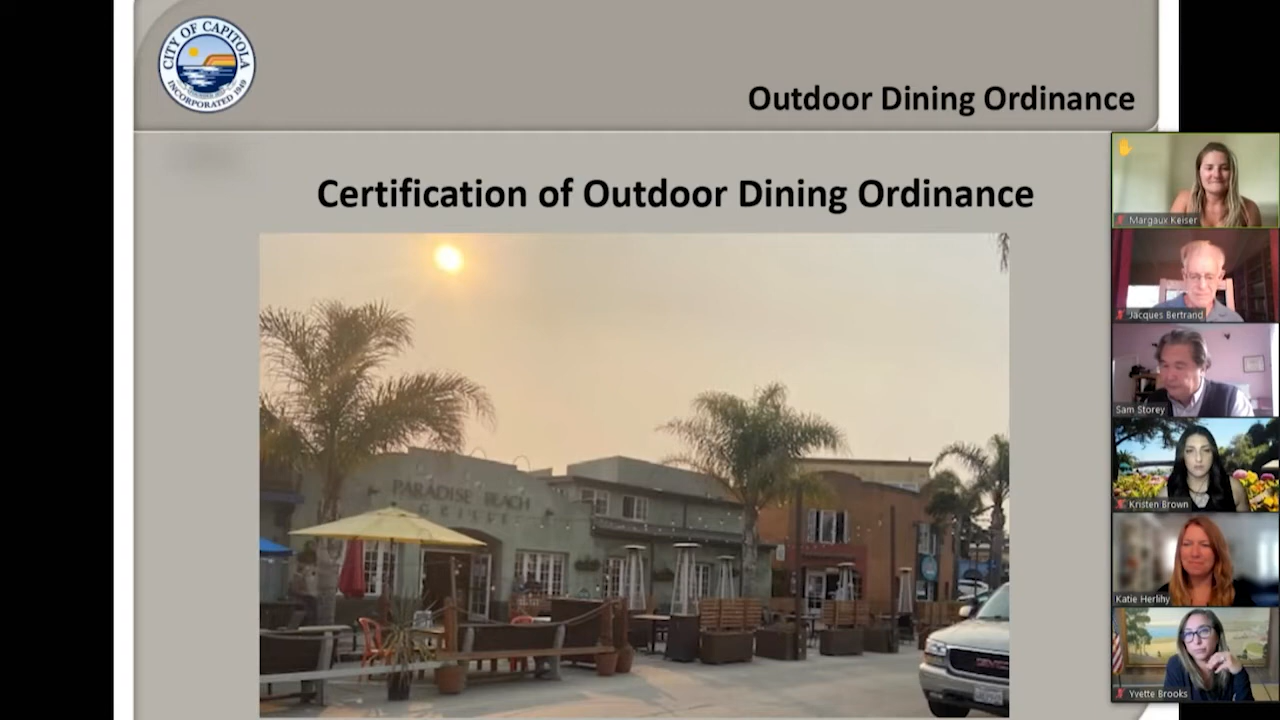 CITY OF CAPITOLA
INCORPORATED 1949
Outdoor Dining Ordinance
Certification of Outdoor Dining Ordinance
PARADISE BEACH
GMC
Margaux Keiser
Jacques Bertrand
Sam Storey
Kristen Brown
Katie Herlihy
Yvette Brooks